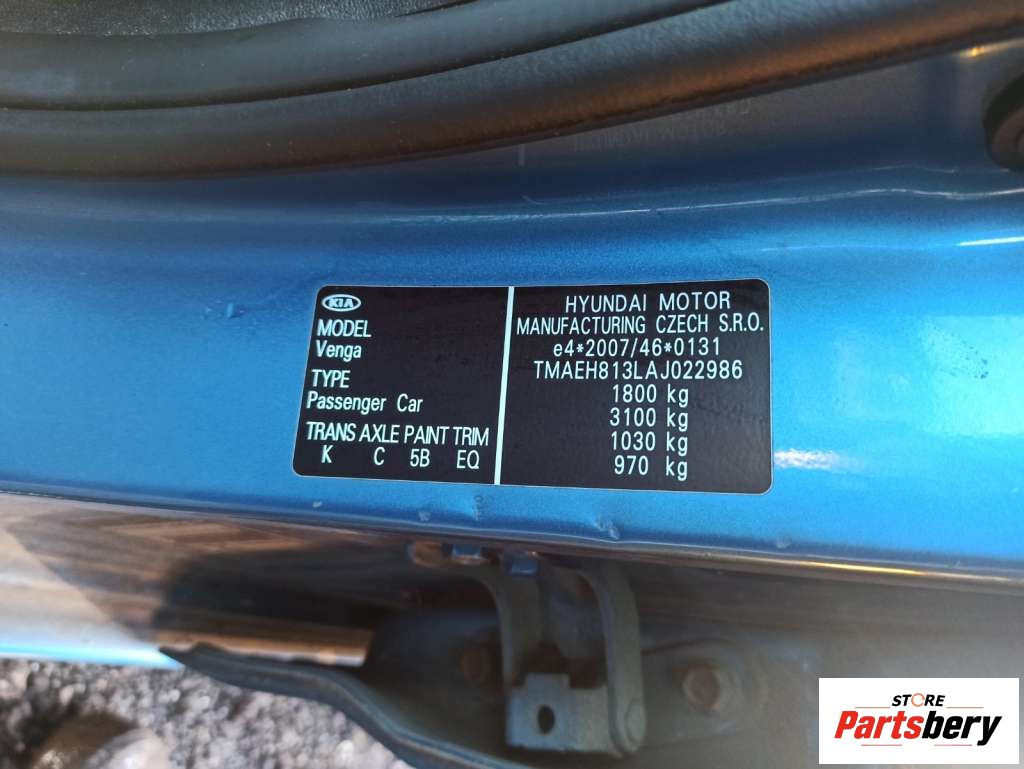 KIA
MODEL
Venga
TYPE
Passenger Car
TRANS AXLE PAINT TRIM
K C 5B EQ
HYUNDAI MOTOR
MANUFACTURING CZECH S.R.O.
e4*2007/46*0131
TMAEH813LAJ022986
1800 kg
3100 kg
1030 kg
970 kg
STORE
Partsbery